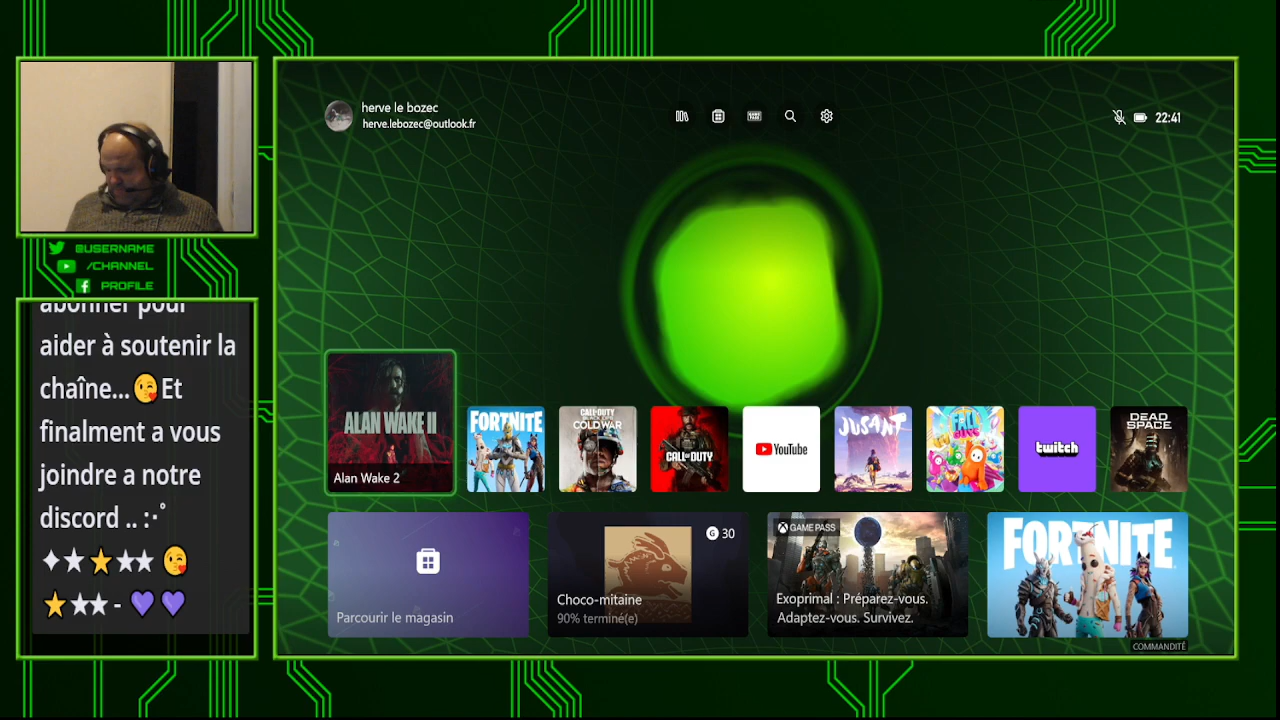 herve le bozec
herve.lebozec@outlook.fr
22:41
@USERNAME
/CHANNEL
PROFILE
abonner pour
aider à soutenir la
chaîne...😘Et
finalment a vous
joindre a notre
discord .. :·˚
✦★⭐★★ 😘
⭐★★ - 💜💜
ALAN WAKE II
Alan Wake 2
FORTNITE
CALL OF DUTY
BLACK OPS
COLD WAR
CALL OF DUTY
YouTube
JUSANT
FALL GUYS
twitch
DEAD SPACE
Parcourir le magasin
G 30
Choco-mitaine
90% terminé(e)
GAME PASS
Exoprimal : Préparez-vous.
Adaptez-vous. Survivez.
FORTNITE
COMMANDITÉ